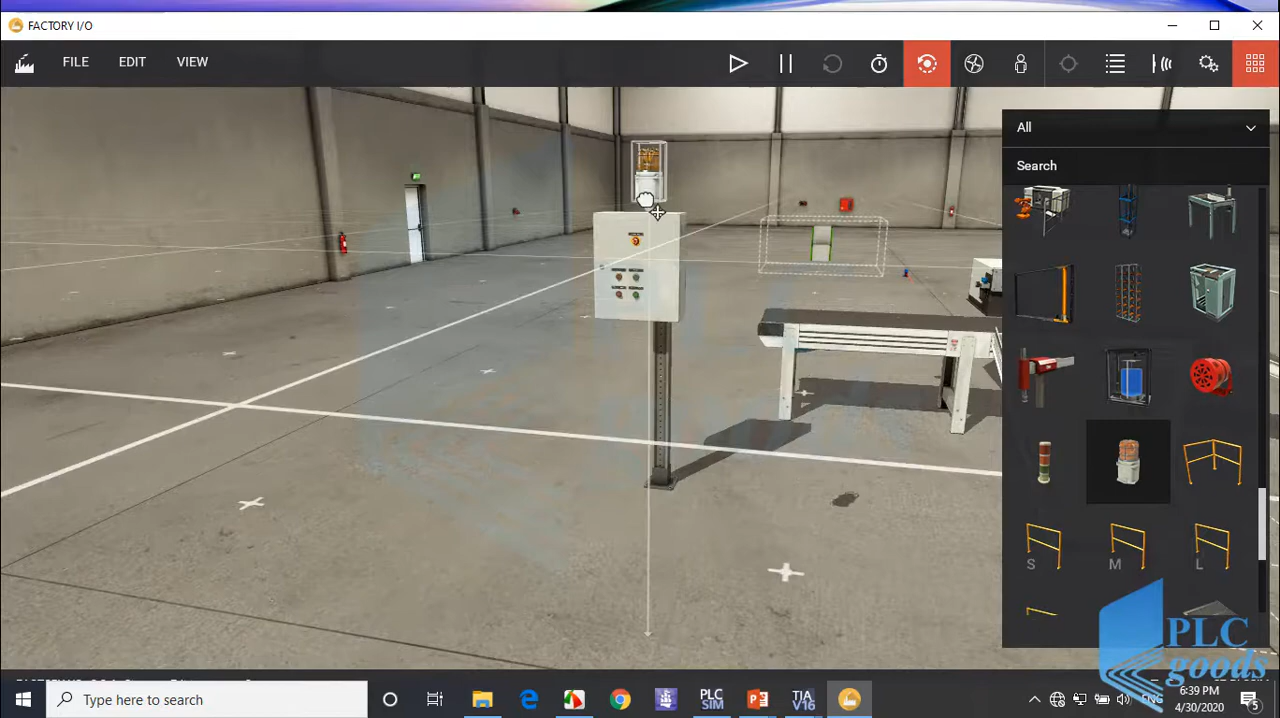 FACTORY I/O
FILE EDIT VIEW
All
Search
S M L
PLC
goods
Type here to search
PLC
SIM
TIA
V16
ENG
6:39 PM
4/30/2020
5